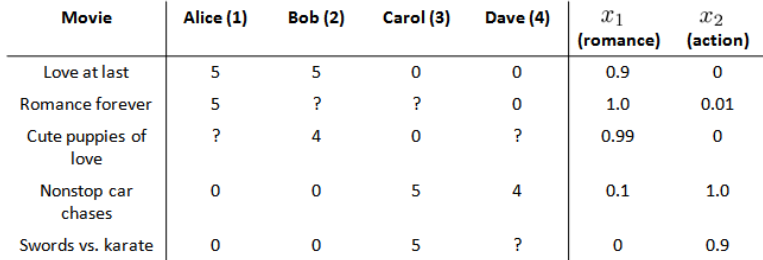 Movie Alice (1) Bob (2) Carol (3) Dave (4) x₁ (romance) x₂ (action)
Love at last 5 5 0 0 0.9 0
Romance forever 5 ? ? 0 1.0 0.01
Cute puppies of love ? 4 0 ? 0.99 0
Nonstop car chases 0 0 5 4 0.1 1.0
Swords vs. karate 0 0 5 ? 0 0.9